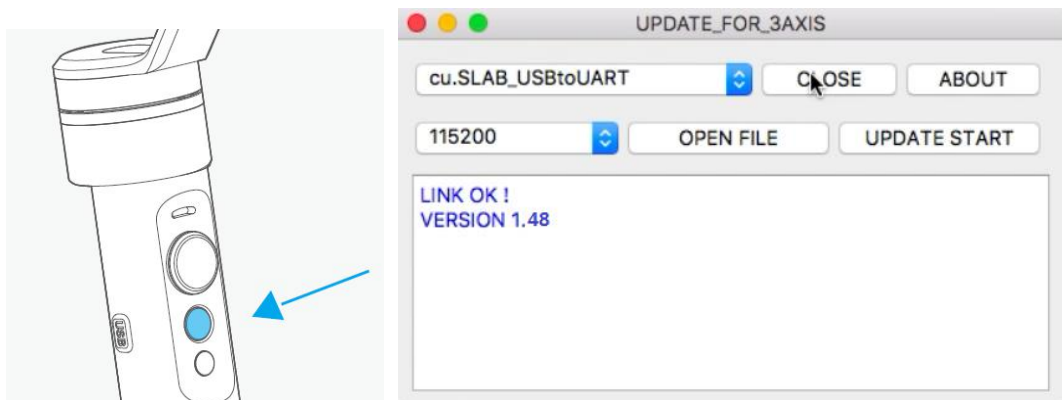 USB
UPDATE_FOR_3AXIS
cu.SLAB_USBtoUART
CLOSE
ABOUT
115200
OPEN FILE
UPDATE START
LINK OK !
VERSION 1.48